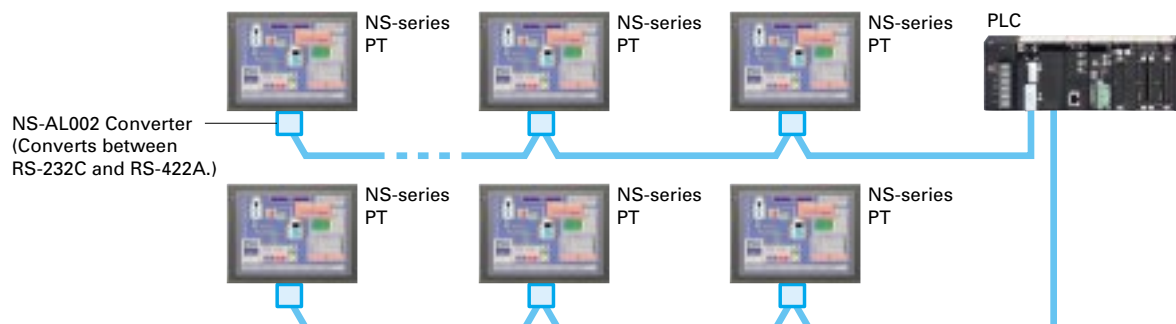 NS-series
PT
NS-series
PT
NS-series
PT
PLC
NS-AL002 Converter
(Converts between
RS-232C and RS-422A.)
NS-series
PT
NS-series
PT
NS-series
PT